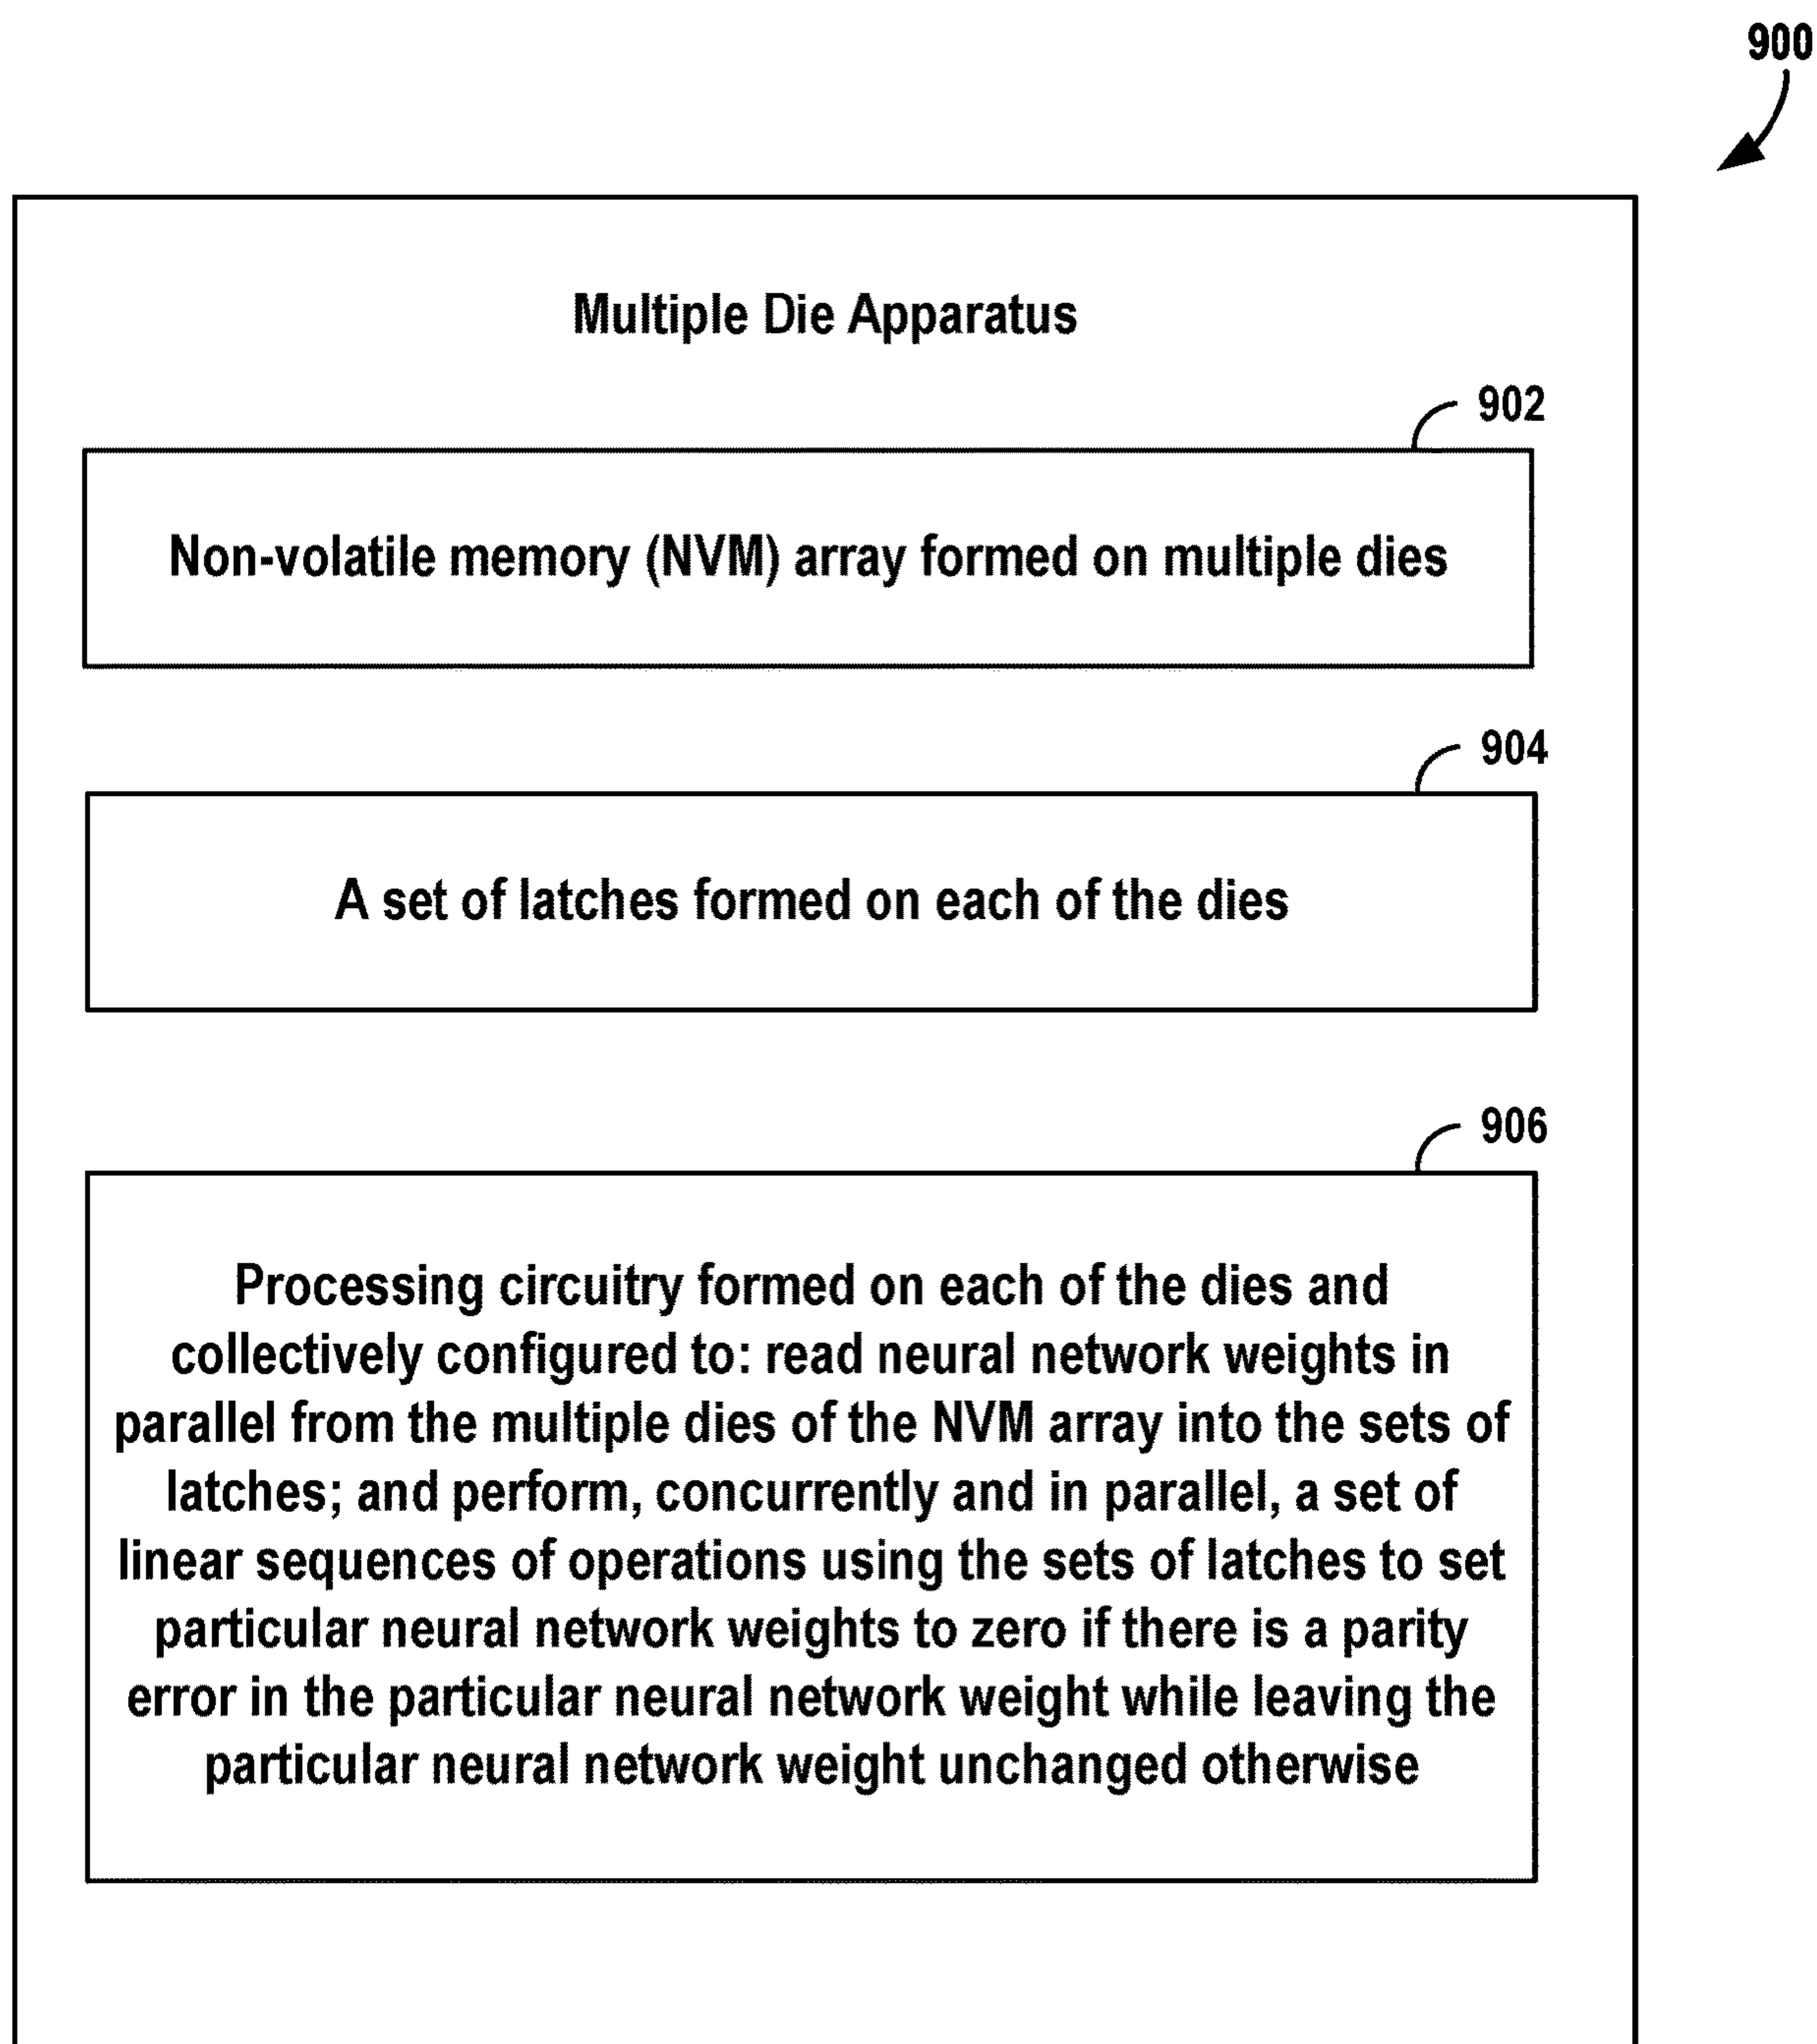 900
Multiple Die Apparatus
902
Non-volatile memory (NVM) array formed on multiple dies
904
A set of latches formed on each of the dies
906
Processing circuitry formed on each of the dies and
collectively configured to: read neural network weights in
parallel from the multiple dies of the NVM array into the sets of
latches; and perform, concurrently and in parallel, a set of
linear sequences of operations using the sets of latches to set
particular neural network weights to zero if there is a parity
error in the particular neural network weight while leaving the
particular neural network weight unchanged otherwise